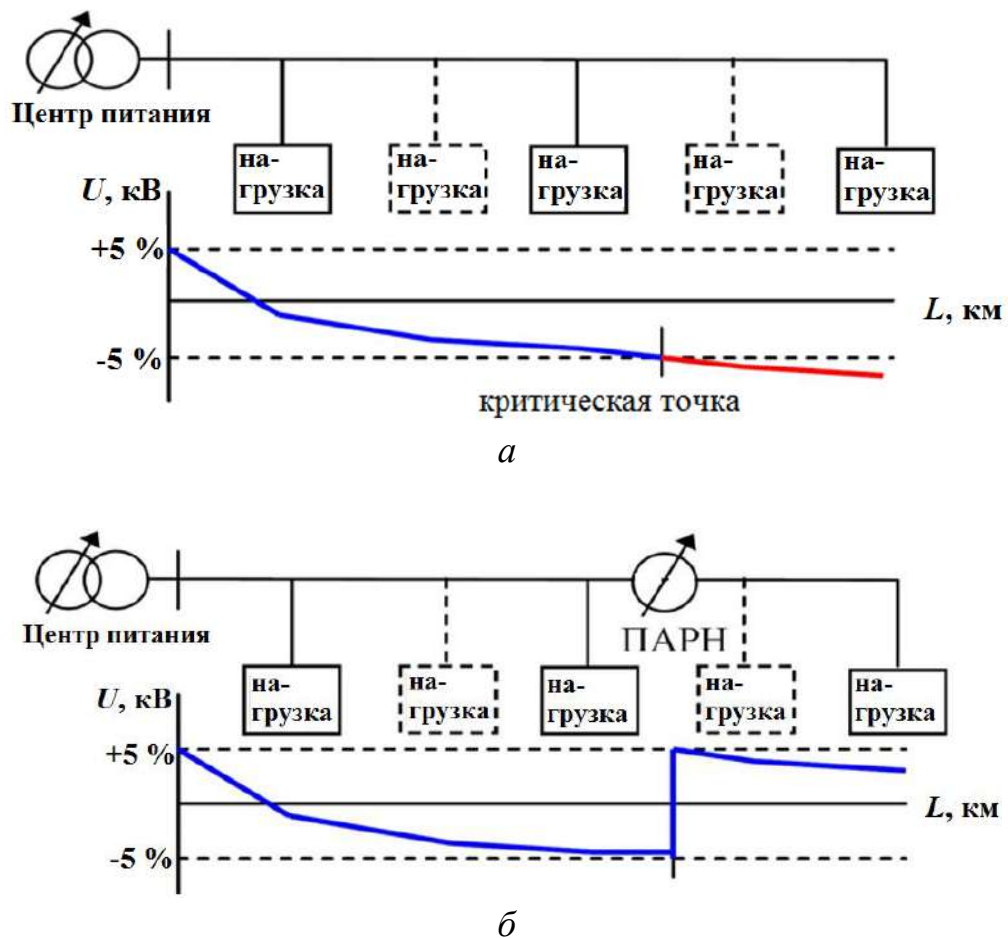 Центр питания
на-
грузка
на-
грузка
на-
грузка
на-
грузка
на-
грузка
U, кВ
+5 %
L, км
-5 %
критическая точка
а
Центр питания
ПАРН
на-
грузка
на-
грузка
на-
грузка
на-
грузка
на-
грузка
U, кВ
+5 %
L, км
-5 %
б